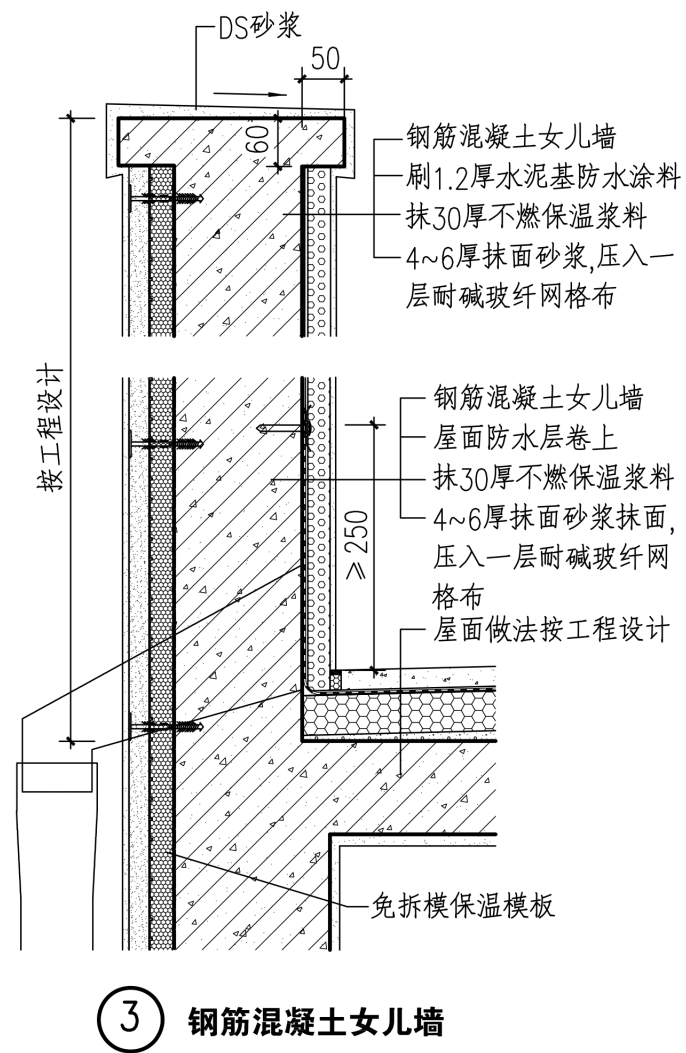 DS砂浆
50
60
钢筋混凝土女儿墙
刷1.2厚水泥基防水涂料
抹30厚不燃保温浆料
4~6厚抹面砂浆,压入一
层耐碱玻纤网格布
按工程设计
钢筋混凝土女儿墙
屋面防水层卷上
抹30厚不燃保温浆料
4~6厚抹面砂浆抹面,
压入一层耐碱玻纤网
格布
≥250
屋面做法按工程设计
免拆模保温模板
3 钢筋混凝土女儿墙